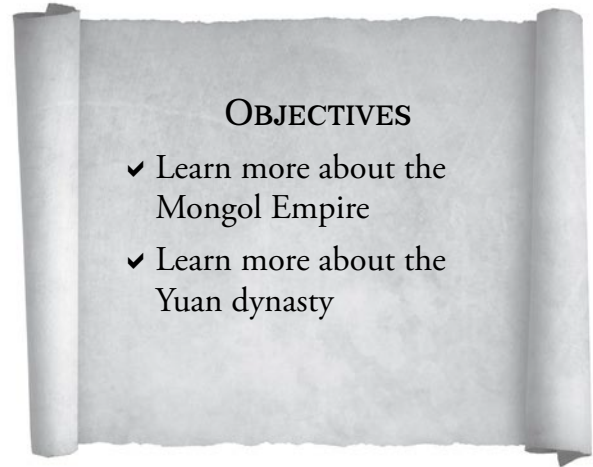 OBJECTIVES
✔ Learn more about the
Mongol Empire
✔ Learn more about the
Yuan dynasty